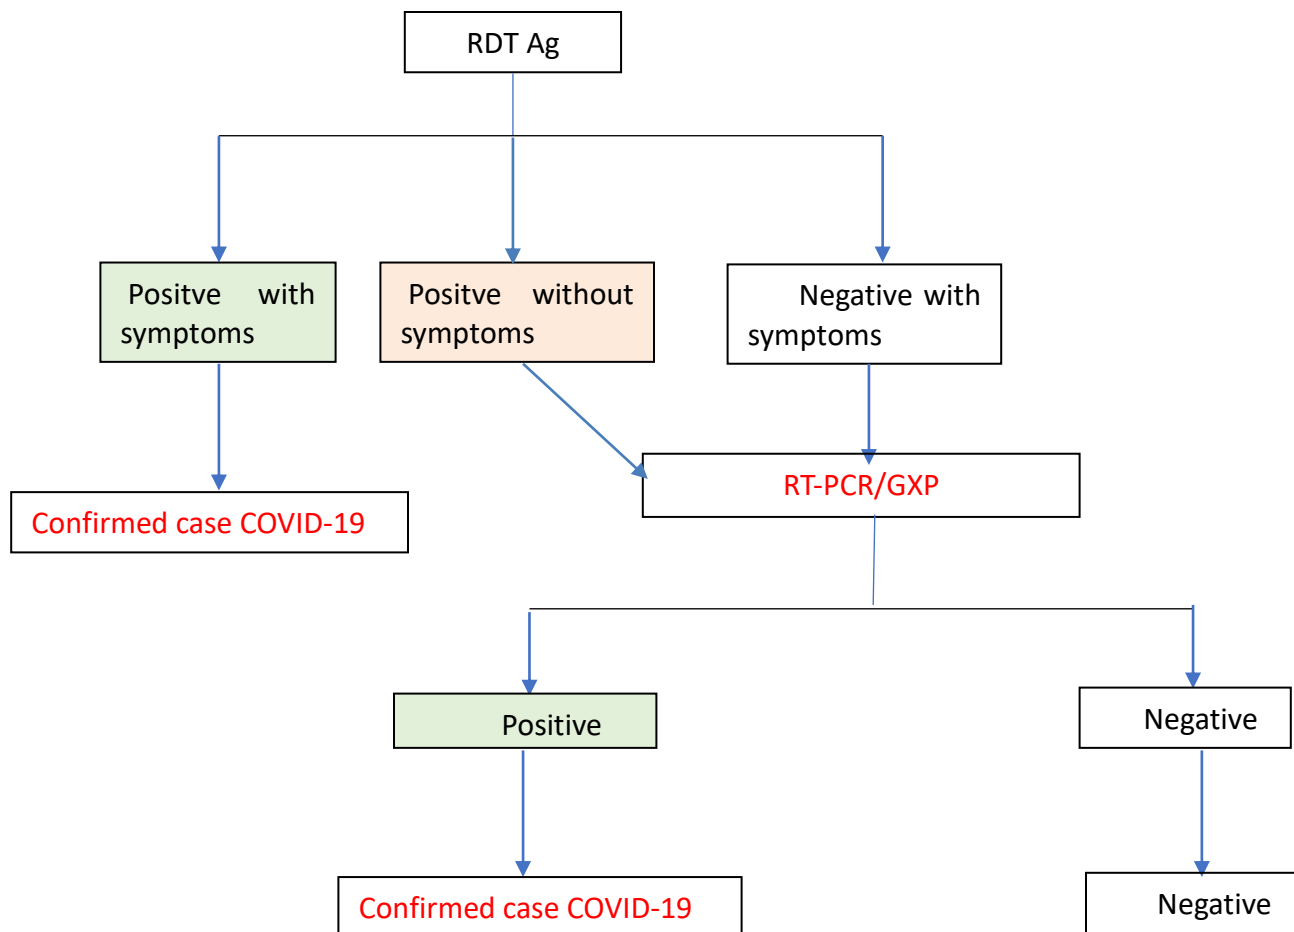 RDT Ag
Positve with
symptoms
Positve without
symptoms
Negative with
symptoms
RT-PCR/GXP
Confirmed case COVID-19
Positive
Negative
Confirmed case COVID-19
Negative